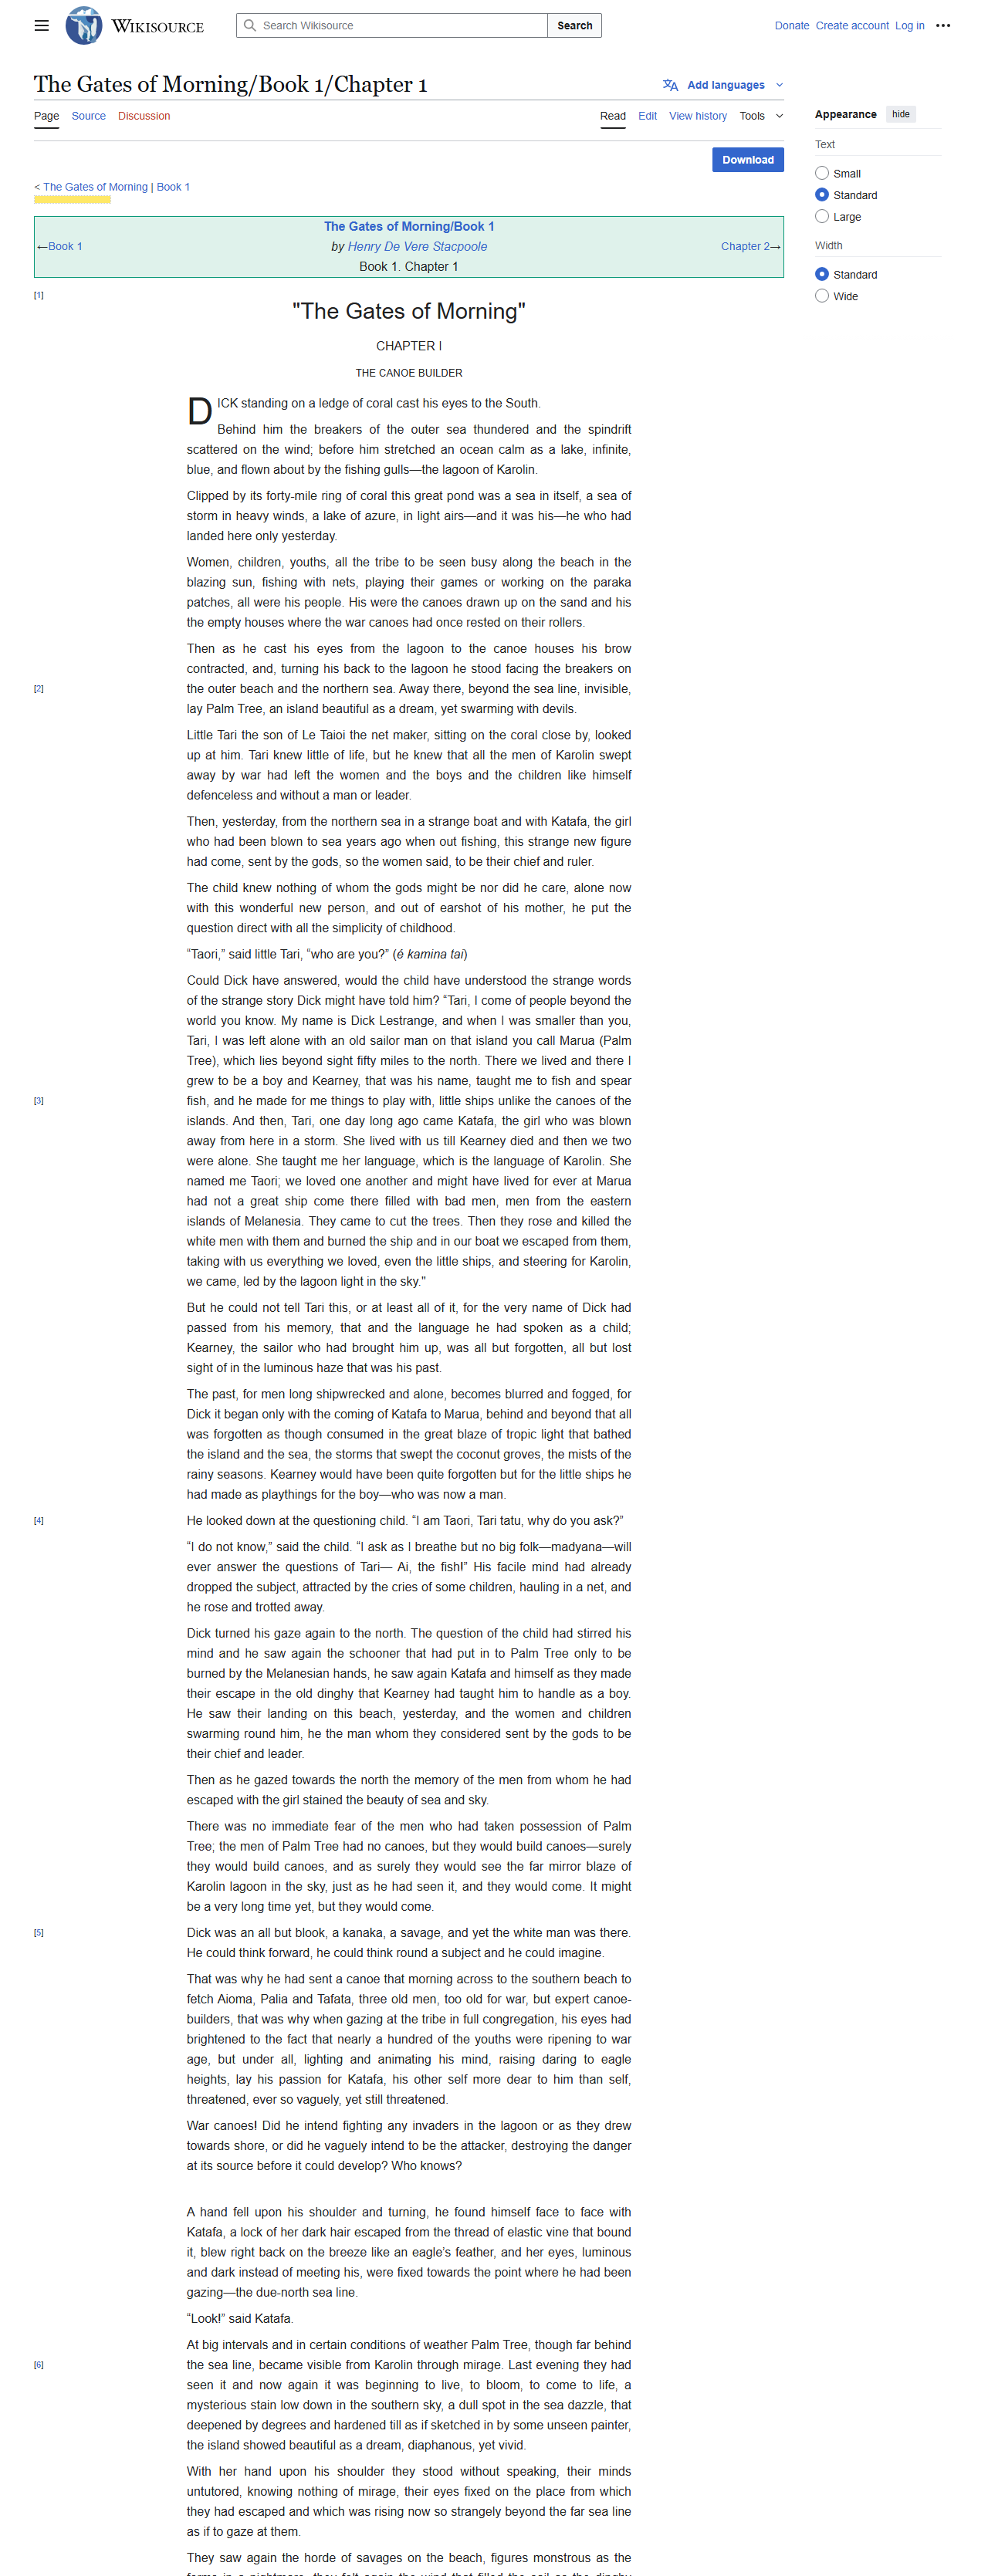 WIKISOURCE
Search Wikisource
Search
Donate Create account Log in
The Gates of Morning/Book 1/Chapter 1
Add languages
Page Source Discussion
Read Edit View history Tools
Download
< The Gates of Morning | Book 1
←Book 1
The Gates of Morning/Book 1
by Henry De Vere Stacpoole
Book 1. Chapter 1
Chapter 2→
Appearance hide
Text
Small
Standard
Large
Width
Standard
Wide
[1]
"The Gates of Morning"
CHAPTER I
THE CANOE BUILDER
DICK standing on a ledge of coral cast his eyes to the South.
Behind him the breakers of the outer sea thundered and the spindrift
scattered on the wind; before him stretched an ocean calm as a lake, infinite,
blue, and flown about by the fishing gulls—the lagoon of Karolin.
Clipped by its forty-mile ring of coral this great pond was a sea in itself, a sea of
storm in heavy winds, a lake of azure, in light airs—and it was his—he who had
landed here only yesterday.
Women, children, youths, all the tribe to be seen busy along the beach in the
blazing sun, fishing with nets, playing their games or working on the paraka
patches, all were his people. His were the canoes drawn up on the sand and his
the empty houses where the war canoes had once rested on their rollers.
Then as he cast his eyes from the lagoon to the canoe houses his brow
contracted, and, turning his back to the lagoon he stood facing the breakers on
[2]
the outer beach and the northern sea. Away there, beyond the sea line, invisible,
lay Palm Tree, an island beautiful as a dream, yet swarming with devils.
Little Tari the son of Le Taioi the net maker, sitting on the coral close by, looked
up at him. Tari knew little of life, but he knew that all the men of Karolin swept
away by war had left the women and the boys and the children like himself
defenceless and without a man or leader.
Then, yesterday, from the northern sea in a strange boat and with Katafa, the girl
who had been blown to sea years ago when out fishing, this strange new figure
had come, sent by the gods, so the women said, to be their chief and ruler.
The child knew nothing of whom the gods might be nor did he care, alone now
with this wonderful new person, and out of earshot of his mother, he put the
question direct with all the simplicity of childhood.
“Taori,” said little Tari, “who are you?” (é kamina tai)
Could Dick have answered, would the child have understood the strange words
of the strange story Dick might have told him? “Tari, I come of people beyond the
world you know. My name is Dick Lestrange, and when I was smaller than you,
Tari, I was left alone with an old sailor man on that island you call Marua (Palm
Tree), which lies beyond sight fifty miles to the north. There we lived and there I
grew to be a boy and Kearney, that was his name, taught me to fish and spear
[3]
fish, and he made for me things to play with, little ships unlike the canoes of the
islands. And then, Tari, one day long ago came Katafa, the girl who was blown
away from here in a storm. She lived with us till Kearney died and then we two
were alone. She taught me her language, which is the language of Karolin. She
named me Taori; we loved one another and might have lived for ever at Marua
had not a great ship come there filled with bad men, men from the eastern
islands of Melanesia. They came to cut the trees. Then they rose and killed the
white men with them and burned the ship and in our boat we escaped from them,
taking with us everything we loved, even the little ships, and steering for Karolin,
we came, led by the lagoon light in the sky."
But he could not tell Tari this, or at least all of it, for the very name of Dick had
passed from his memory, that and the language he had spoken as a child;
Kearney, the sailor who had brought him up, was all but forgotten, all but lost
sight of in the luminous haze that was his past.
The past, for men long shipwrecked and alone, becomes blurred and fogged, for
Dick it began only with the coming of Katafa to Marua, behind and beyond that all
was forgotten as though consumed in the great blaze of tropic light that bathed
the island and the sea, the storms that swept the coconut groves, the mists of the
rainy seasons. Kearney would have been quite forgotten but for the little ships he
had made as playthings for the boy—who was now a man.
[4]
He looked down at the questioning child. “I am Taori, Tari tatu, why do you ask?”
“I do not know,” said the child. “I ask as I breathe but no big folk—madyana—will
ever answer the questions of Tari— Ai, the fish!” His facile mind had already
dropped the subject, attracted by the cries of some children, hauling in a net, and
he rose and trotted away.
Dick turned his gaze again to the north. The question of the child had stirred his
mind and he saw again the schooner that had put in to Palm Tree only to be
burned by the Melanesian hands, he saw again Katafa and himself as they made
their escape in the old dinghy that Kearney had taught him to handle as a boy.
He saw their landing on this beach, yesterday, and the women and children
swarming round him, he the man whom they considered sent by the gods to be
their chief and leader.
Then as he gazed towards the north the memory of the men from whom he had
escaped with the girl stained the beauty of sea and sky.
There was no immediate fear of the men who had taken possession of Palm
Tree; the men of Palm Tree had no canoes, but they would build canoes—surely
they would build canoes, and as surely they would see the far mirror blaze of
Karolin lagoon in the sky, just as he had seen it, and they would come. It might
be a very long time yet, but they would come.
[5]
Dick was an all but blook, a kanaka, a savage, and yet the white man was there.
He could think forward, he could think round a subject and he could imagine.
That was why he had sent a canoe that morning across to the southern beach to
fetch Aioma, Palia and Tafata, three old men, too old for war, but expert canoe-
builders, that was why when gazing at the tribe in full congregation, his eyes had
brightened to the fact that nearly a hundred of the youths were ripening to war
age, but under all, lighting and animating his mind, raising daring to eagle
heights, lay his passion for Katafa, his other self more dear to him than self,
threatened, ever so vaguely, yet still threatened.
War canoes! Did he intend fighting any invaders in the lagoon or as they drew
towards shore, or did he vaguely intend to be the attacker, destroying the danger
at its source before it could develop? Who knows?
A hand fell upon his shoulder and turning, he found himself face to face with
Katafa, a lock of her dark hair escaped from the thread of elastic vine that bound
it, blew right back on the breeze like an eagle’s feather, and her eyes, luminous
and dark instead of meeting his, were fixed towards the point where he had been
gazing—the due-north sea line.
“Look!” said Katafa.
At big intervals and in certain conditions of weather Palm Tree, though far behind
[6]
the sea line, became visible from Karolin through mirage. Last evening they had
seen it and now again it was beginning to live, to bloom, to come to life, a
mysterious stain low down in the southern sky, a dull spot in the sea dazzle, that
deepened by degrees and hardened till as if sketched in by some unseen painter,
the island showed beautiful as a dream, diaphanous, yet vivid.
With her hand upon his shoulder they stood without speaking, their minds
untutored, knowing nothing of mirage, their eyes fixed on the place from which
they had escaped and which was rising now so strangely beyond the far sea line
as if to gaze at them.
They saw again the horde of savages on the beach, figures monstrous as the